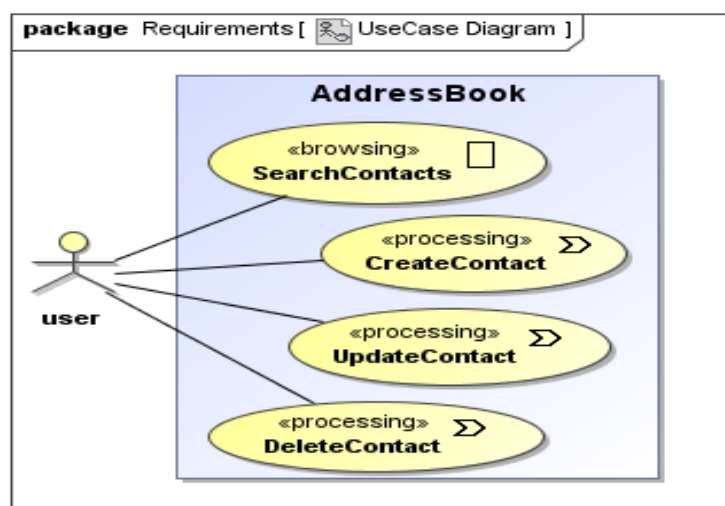 package Requirements [ UseCase Diagram ]
AddressBook
«browsing»
SearchContacts
«processing»
CreateContact
user
«processing»
UpdateContact
«processing»
DeleteContact